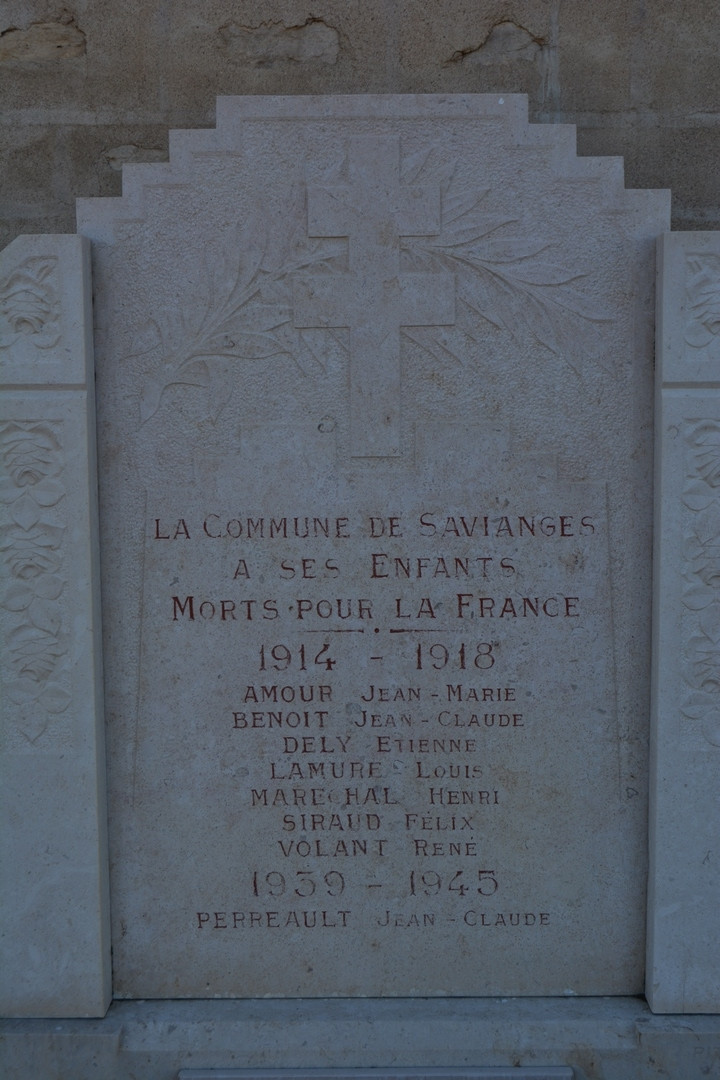 LA COMMUNE DE SAVIANGES
A SES ENFANTS
MORTS POUR LA FRANCE
1914 - 1918
AMOUR JEAN-MARIE
BENOIT JEAN-CLAUDE
DELY ETIENNE
LAMURE LOUIS
MARECHAL HENRI
SIRAUD FÉLIX
VOLANT RENÉ
1939 - 1945
PERREAULT JEAN-CLAUDE